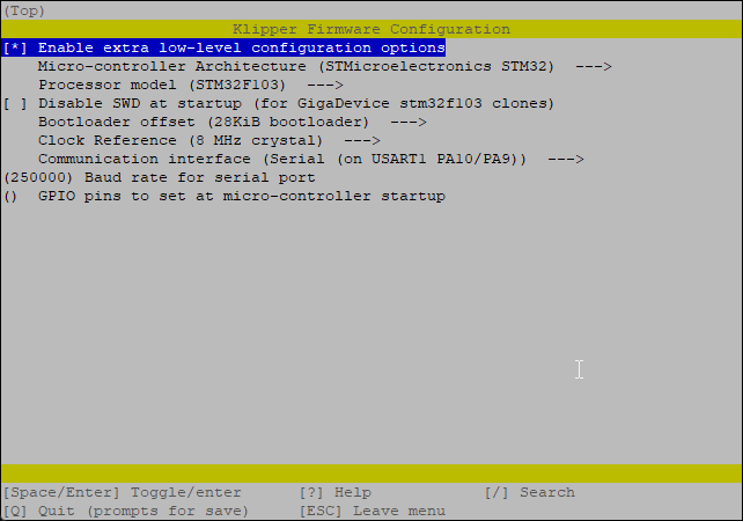 (Top)
Klipper Firmware Configuration
[*] Enable extra low-level configuration options
Micro-controller Architecture (STMicroelectronics STM32) --->
Processor model (STM32F103) --->
[ ] Disable SWD at startup (for GigaDevice stm32f103 clones)
Bootloader offset (28KiB bootloader) --->
Clock Reference (8 MHz crystal) --->
Communication interface (Serial (on USART1 PA10/PA9)) --->
(250000) Baud rate for serial port
() GPIO pins to set at micro-controller startup
[Space/Enter] Toggle/enter [?] Help [/] Search
[Q] Quit (prompts for save) [ESC] Leave menu